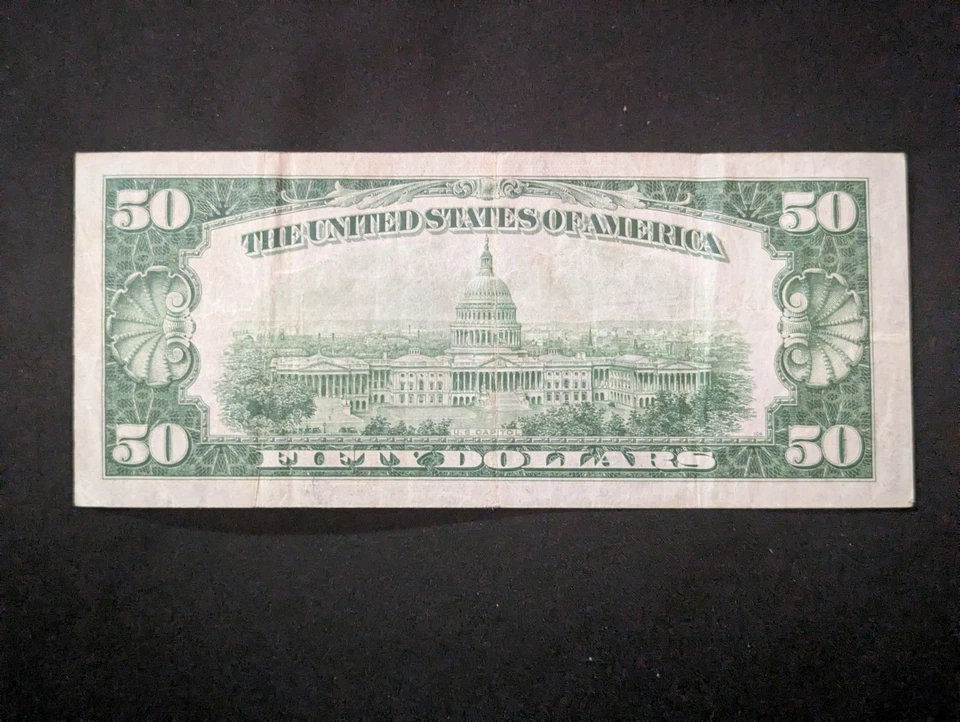 50 50
THE UNITED STATES OF AMERICA
U.S. CAPITOL
50 FIFTY DOLLARS 50